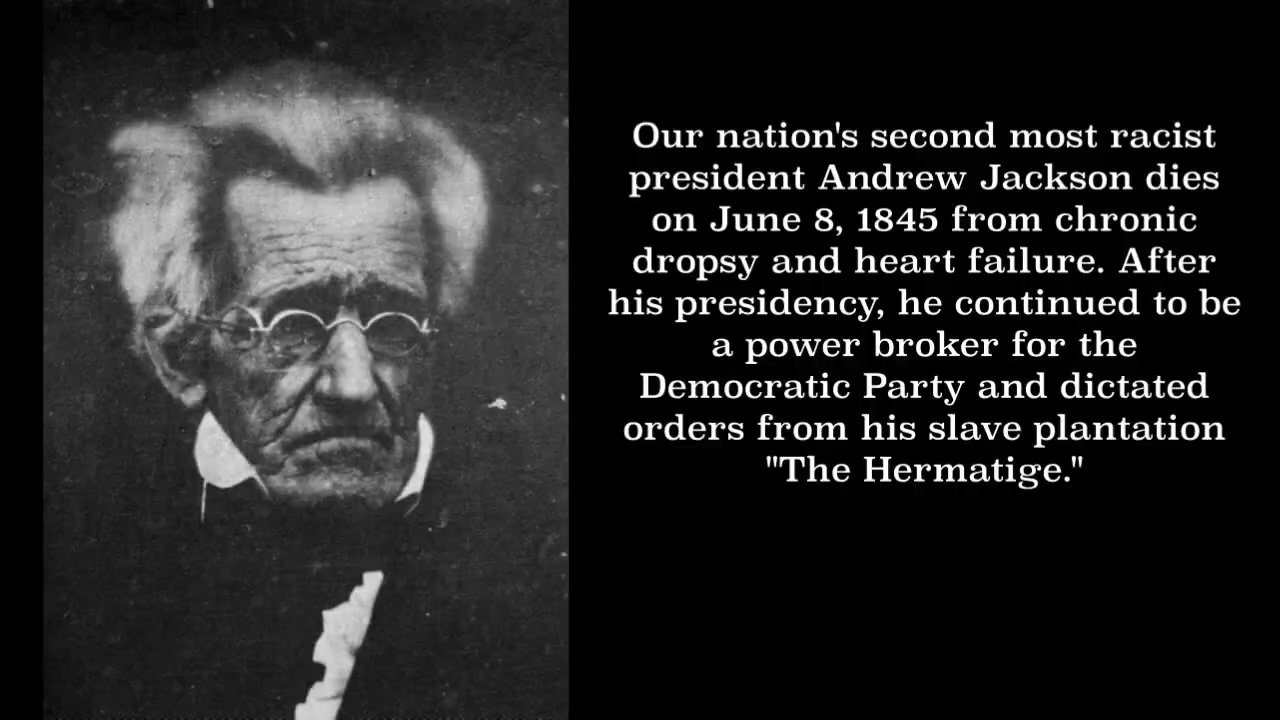 Our nation's second most racist
president Andrew Jackson dies
on June 8, 1845 from chronic
dropsy and heart failure. After
his presidency, he continued to be
a power broker for the
Democratic Party and dictated
orders from his slave plantation
"The Hermatige."